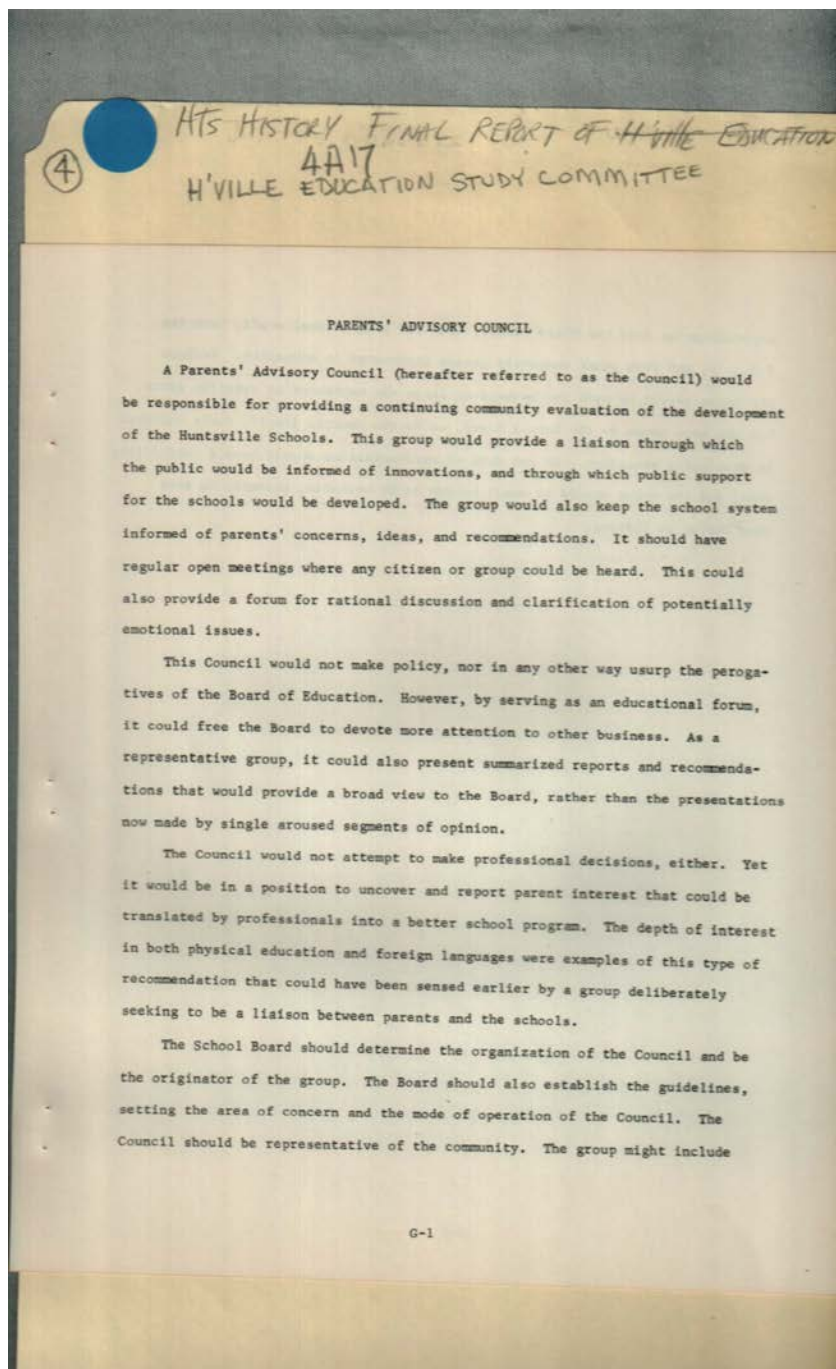 HTS HISTORY FINAL REPORT OF H'ville EDUCATION
4A17
④
H'VILLE EDUCATION STUDY COMMITTEE
PARENTS' ADVISORY COUNCIL
A Parents' Advisory Council (hereafter referred to as the Council) would
be responsible for providing a continuing community evaluation of the development
of the Huntsville Schools. This group would provide a liaison through which
the public would be informed of innovations, and through which public support
for the schools would be developed. The group would also keep the school system
informed of parents' concerns, ideas, and recommendations. It should have
regular open meetings where any citizen or group could be heard. This could
also provide a forum for rational discussion and clarification of potentially
emotional issues.
This Council would not make policy, nor in any other way usurp the peroga-
tives of the Board of Education. However, by serving as an educational forum,
it could free the Board to devote more attention to other business. As a
representative group, it could also present summarized reports and recommenda-
tions that would provide a broad view to the Board, rather than the presentations
now made by single aroused segments of opinion.
The Council would not attempt to make professional decisions, either. Yet
it would be in a position to uncover and report parent interest that could be
translated by professionals into a better school program. The depth of interest
in both physical education and foreign languages were examples of this type of
recommendation that could have been sensed earlier by a group deliberately
seeking to be a liaison between parents and the schools.
The School Board should determine the organization of the Council and be
the originator of the group. The Board should also establish the guidelines,
setting the area of concern and the mode of operation of the Council. The
Council should be representative of the community. The group might include
G-1